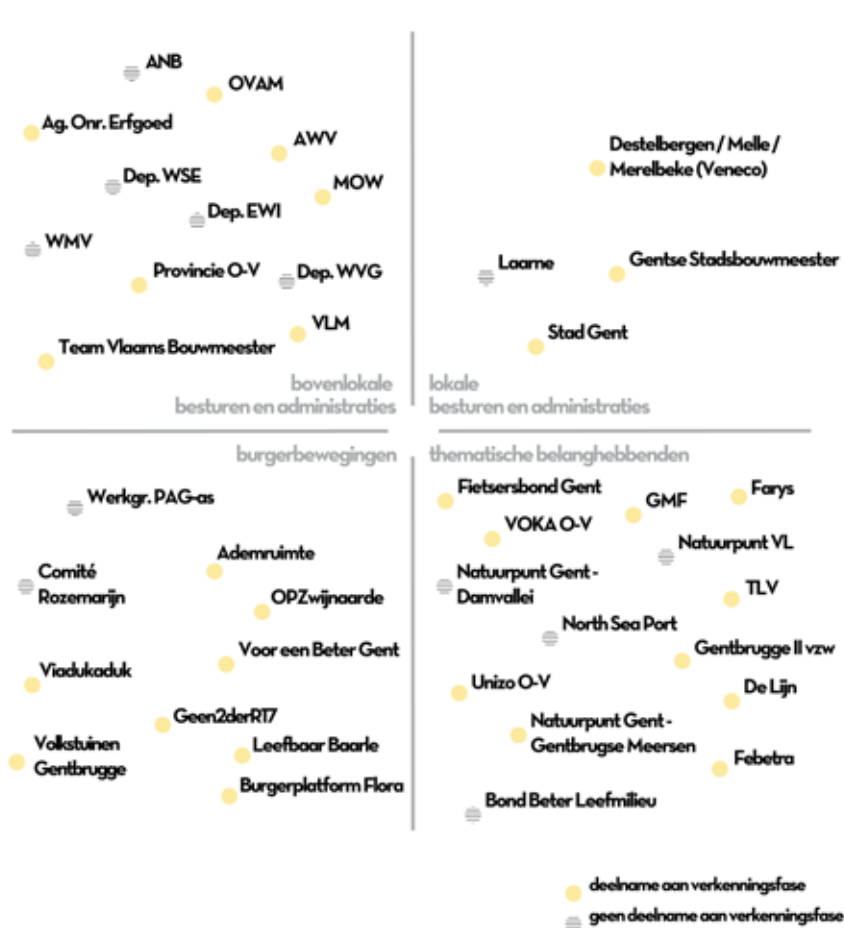 ANB
OVAM
Ag. Onr. Erfgoed
AWV
Dep. WSE
MOW
Dep. EWI
WMV
Provincie O-V
Dep. WVG
VLM
Team Vlaams Bouwmeester
bovenlokale
besturen en administraties
Destelbergen / Melle /
Merelbeke (Veneco)
Laarne
Gentse Stadsbouwmeester
Stad Gent
lokale
besturen en administraties
burgerbewegingen
Werkgr. PAG-as
Ademruimte
Comité
Rozemarijn
OPZwijnaarde
Voor een Beter Gent
Viadukaduk
Geen2derR17
Volkstuinen
Gentbrugge
Leefbaar Baarle
Burgerplatform Flora
thematische belanghebbenden
Fietsersbond Gent
GMF
Farys
VOKA O-V
Natuurpunt VL
Natuurpunt Gent -
Damvallei
TLV
North Sea Port
Gentbrugge II vzw
Unizo O-V
De Lijn
Natuurpunt Gent -
Gentbrugse Meersen
Febetra
Bond Beter Leefmilieu
deelname aan verkenningsfase
geen deelname aan verkenningsfase